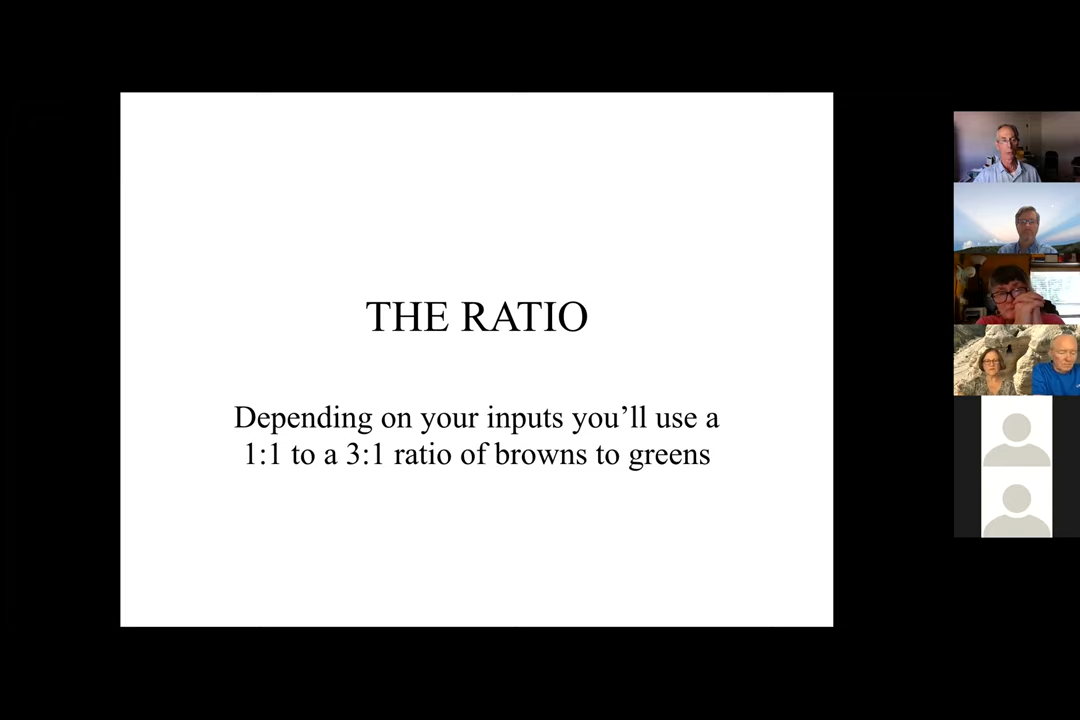 THE RATIO
Depending on your inputs you’ll use a
1:1 to a 3:1 ratio of browns to greens